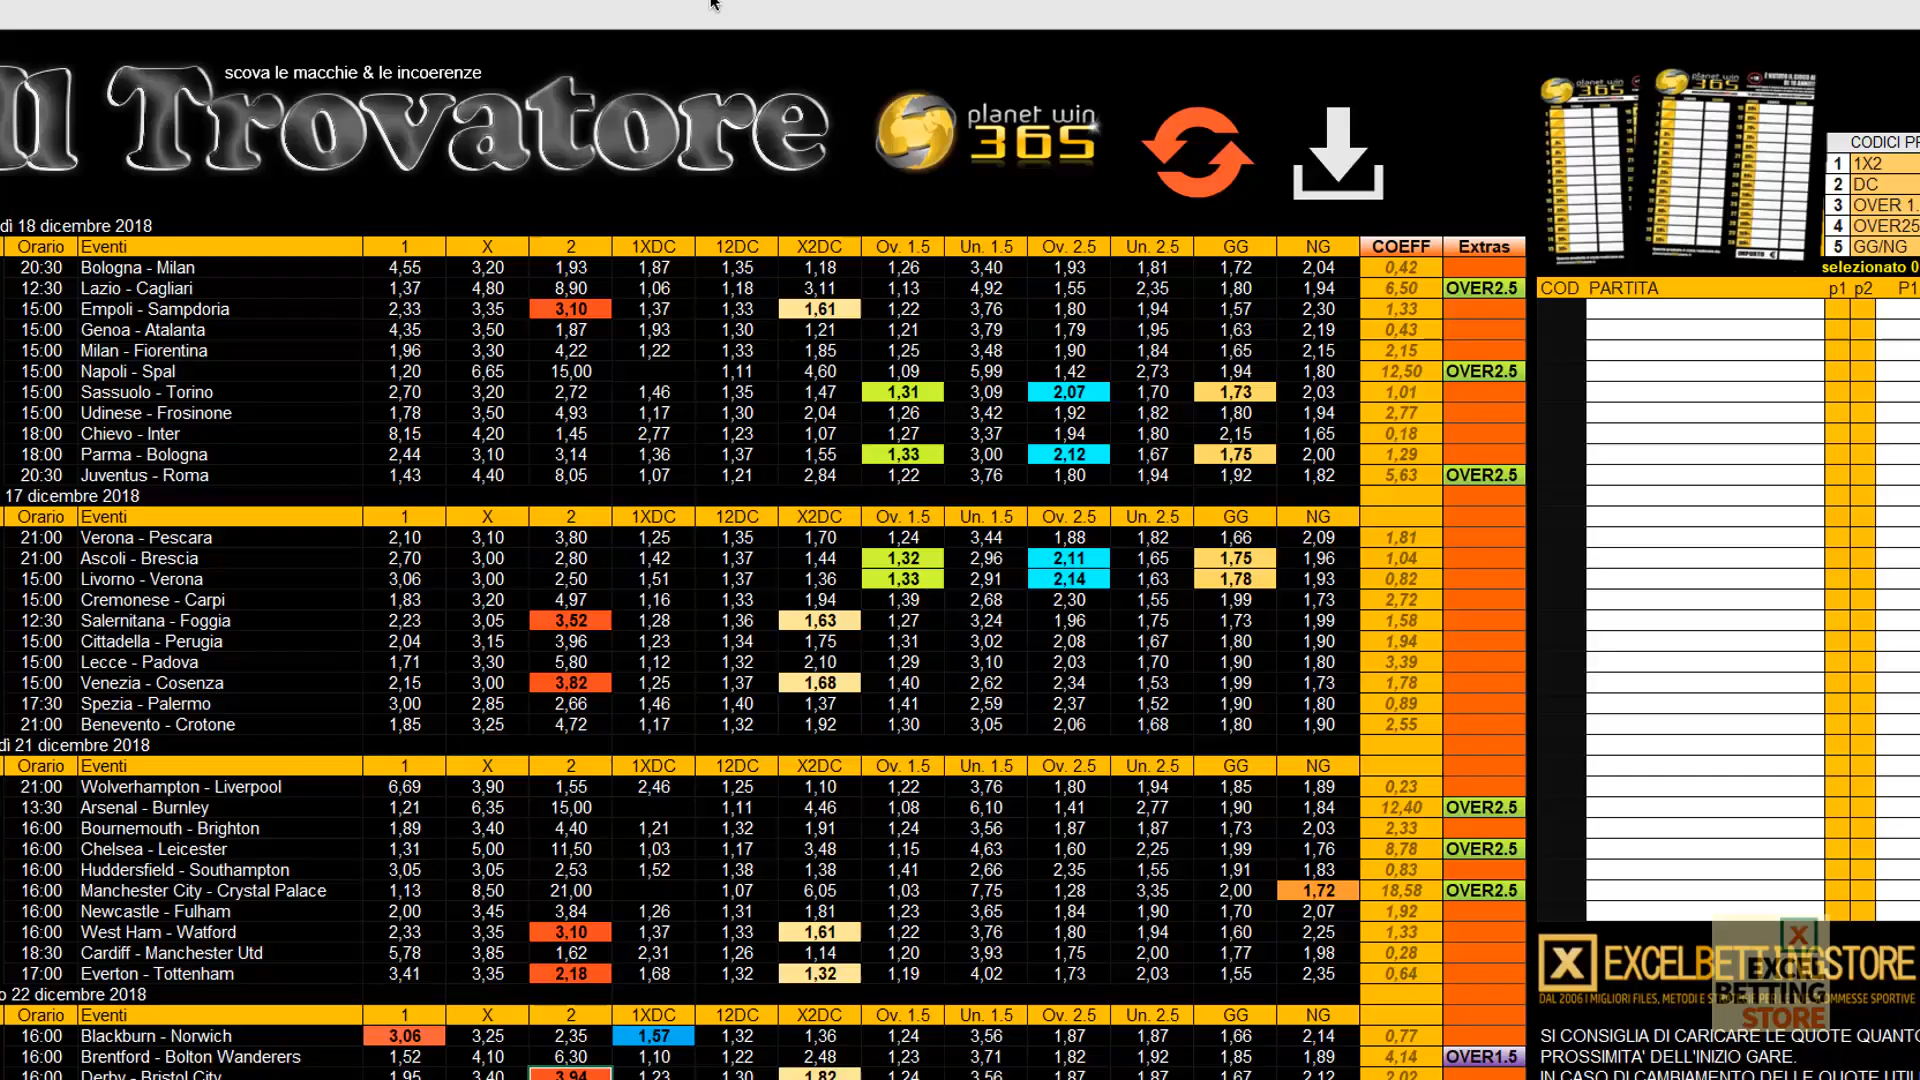 scova le macchie & le incoerenze
Il Trovatore
planet win
365
CODICI PR
1 1X2
2 DC
3 OVER 1.
4 OVER25
5 GG/NG
selezionato 0
COD PARTITA p1 p2 P1
dì 18 dicembre 2018
Orario Eventi 1 X 2 1XDC 12DC X2DC Ov. 1.5 Un. 1.5 Ov. 2.5 Un. 2.5 GG NG COEFF Extras
20:30 Bologna - Milan 4,55 3,20 1,93 1,87 1,35 1,18 1,26 3,40 1,93 1,81 1,72 2,04 0,42
12:30 Lazio - Cagliari 1,37 4,80 8,90 1,06 1,18 3,11 1,13 4,92 1,55 2,35 1,80 1,94 6,50 OVER2.5
15:00 Empoli - Sampdoria 2,33 3,35 3,10 1,37 1,33 1,61 1,22 3,76 1,80 1,94 1,57 2,30 1,33
15:00 Genoa - Atalanta 4,35 3,50 1,87 1,93 1,30 1,21 1,21 3,79 1,79 1,95 1,63 2,19 0,43
15:00 Milan - Fiorentina 1,96 3,30 4,22 1,22 1,33 1,85 1,25 3,48 1,90 1,84 1,65 2,15 2,15
15:00 Napoli - Spal 1,20 6,65 15,00 1,11 4,60 1,09 5,99 1,42 2,73 1,94 1,80 12,50 OVER2.5
15:00 Sassuolo - Torino 2,70 3,20 2,72 1,46 1,35 1,47 1,31 3,09 2,07 1,70 1,73 2,03 1,01
15:00 Udinese - Frosinone 1,78 3,50 4,93 1,17 1,30 2,04 1,26 3,42 1,92 1,82 1,80 1,94 2,77
18:00 Chievo - Inter 8,15 4,20 1,45 2,77 1,23 1,07 1,27 3,37 1,94 1,80 2,15 1,65 0,18
18:00 Parma - Bologna 2,44 3,10 3,14 1,36 1,37 1,55 1,33 3,00 2,12 1,67 1,75 2,00 1,29
20:30 Juventus - Roma 1,43 4,40 8,05 1,07 1,21 2,84 1,22 3,76 1,80 1,94 1,92 1,82 5,63 OVER2.5
17 dicembre 2018
Orario Eventi 1 X 2 1XDC 12DC X2DC Ov. 1.5 Un. 1.5 Ov. 2.5 Un. 2.5 GG NG
21:00 Verona - Pescara 2,10 3,10 3,80 1,25 1,35 1,70 1,24 3,44 1,88 1,82 1,66 2,09 1,81
21:00 Ascoli - Brescia 2,70 3,00 2,80 1,42 1,37 1,44 1,32 2,96 2,11 1,65 1,75 1,96 1,04
15:00 Livorno - Verona 3,06 3,00 2,50 1,51 1,37 1,36 1,33 2,91 2,14 1,63 1,78 1,93 0,82
15:00 Cremonese - Carpi 1,83 3,20 4,97 1,16 1,33 1,94 1,39 2,68 2,30 1,55 1,99 1,73 2,72
12:30 Salernitana - Foggia 2,23 3,05 3,52 1,28 1,36 1,63 1,27 3,24 1,96 1,75 1,73 1,99 1,58
15:00 Cittadella - Perugia 2,04 3,15 3,96 1,23 1,34 1,75 1,31 3,02 2,08 1,67 1,80 1,90 1,94
15:00 Lecce - Padova 1,71 3,30 5,80 1,12 1,32 2,10 1,29 3,10 2,03 1,70 1,90 1,80 3,39
15:00 Venezia - Cosenza 2,15 3,00 3,82 1,25 1,37 1,68 1,40 2,62 2,34 1,53 1,99 1,73 1,78
17:30 Spezia - Palermo 3,00 2,85 2,66 1,46 1,40 1,37 1,41 2,59 2,37 1,52 1,90 1,80 0,89
21:00 Benevento - Crotone 1,85 3,25 4,72 1,17 1,32 1,92 1,30 3,05 2,06 1,68 1,80 1,90 2,55
dì 21 dicembre 2018
Orario Eventi 1 X 2 1XDC 12DC X2DC Ov. 1.5 Un. 1.5 Ov. 2.5 Un. 2.5 GG NG
21:00 Wolverhampton - Liverpool 6,69 3,90 1,55 2,46 1,25 1,10 1,22 3,76 1,80 1,94 1,85 1,89 0,23
13:30 Arsenal - Burnley 1,21 6,35 15,00 1,11 4,46 1,08 6,10 1,41 2,77 1,90 1,84 12,40 OVER2.5
16:00 Bournemouth - Brighton 1,89 3,40 4,40 1,21 1,32 1,91 1,24 3,56 1,87 1,87 1,73 2,03 2,33
16:00 Chelsea - Leicester 1,31 5,00 11,50 1,03 1,17 3,48 1,15 4,63 1,60 2,25 1,99 1,76 8,78 OVER2.5
16:00 Huddersfield - Southampton 3,05 3,05 2,53 1,52 1,38 1,38 1,41 2,66 2,35 1,55 1,91 1,83 0,83
16:00 Manchester City - Crystal Palace 1,13 8,50 21,00 1,07 6,05 1,03 7,75 1,28 3,35 2,00 1,72 18,58 OVER2.5
16:00 Newcastle - Fulham 2,00 3,45 3,84 1,26 1,31 1,81 1,23 3,65 1,84 1,90 1,70 2,07 1,92
16:00 West Ham - Watford 2,33 3,35 3,10 1,37 1,33 1,61 1,22 3,76 1,80 1,94 1,60 2,25 1,33
18:30 Cardiff - Manchester Utd 5,78 3,85 1,62 2,31 1,26 1,14 1,20 3,93 1,75 2,00 1,77 1,98 0,28
17:00 Everton - Tottenham 3,41 3,35 2,18 1,68 1,32 1,32 1,19 4,02 1,73 2,03 1,55 2,35 0,64
o 22 dicembre 2018
Orario Eventi 1 X 2 1XDC 12DC X2DC Ov. 1.5 Un. 1.5 Ov. 2.5 Un. 2.5 GG NG
16:00 Blackburn - Norwich 3,06 3,25 2,35 1,57 1,32 1,36 1,24 3,56 1,87 1,87 1,66 2,14 0,77
16:00 Brentford - Bolton Wanderers 1,52 4,10 6,30 1,10 1,22 2,48 1,23 3,71 1,82 1,92 1,85 1,89 4,14 OVER1.5
16:00 Derby - Bristol City 1,95 3,40 3,94 1,23 1,30 1,82 1,24 3,56 1,87 1,87 1,67 2,12 2,02
X EXCELBETTINGSTORE
DAL 2006 I MIGLIORI FILES, METODI E STRATEGIE PER LE SCOMMESSE SPORTIVE
X
EXCEL
BETTING
STORE
SI CONSIGLIA DI CARICARE LE QUOTE QUANTO
PROSSIMITA' DELL'INIZIO GARE.
IN CASO DI CAMBIAMENTO DELLE QUOTE UTIL